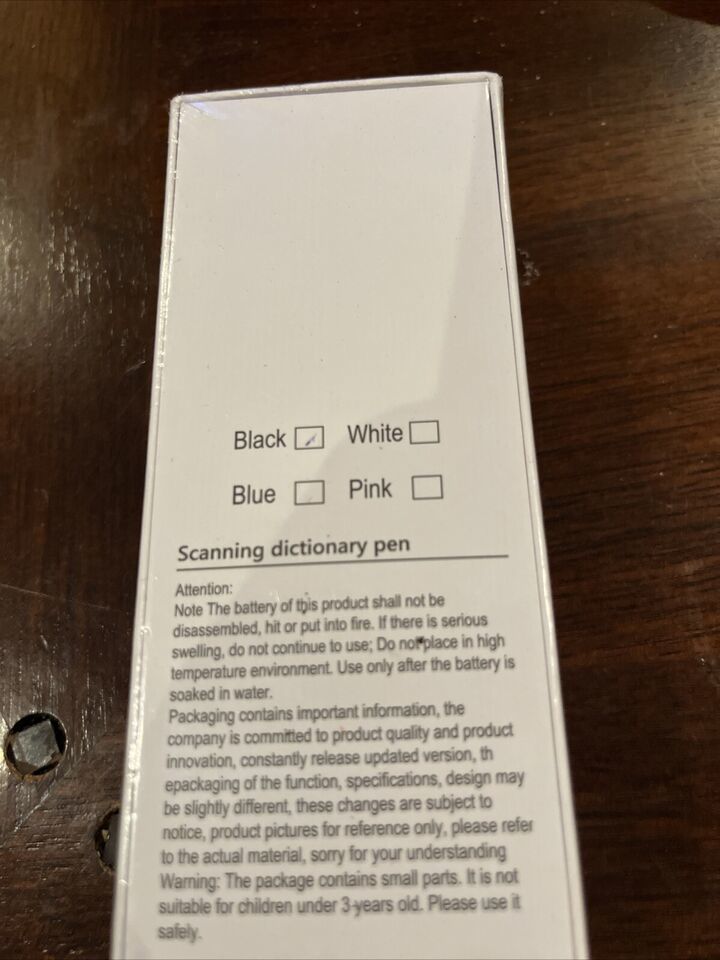 Black White
Blue Pink
Scanning dictionary pen
Attention:
Note The battery of this product shall not be
disassembled, hit or put into fire. If there is serious
swelling, do not continue to use; Do not place in high
temperature environment. Use only after the battery is
soaked in water.
Packaging contains important information, the
company is committed to product quality and product
innovation, constantly release updated version, th
epackaging of the function, specifications, design may
be slightly different, these changes are subject to
notice, product pictures for reference only, please refer
to the actual material, sorry for your understanding
Warning: The package contains small parts. It is not
suitable for children under 3-years old. Please use it
safely.